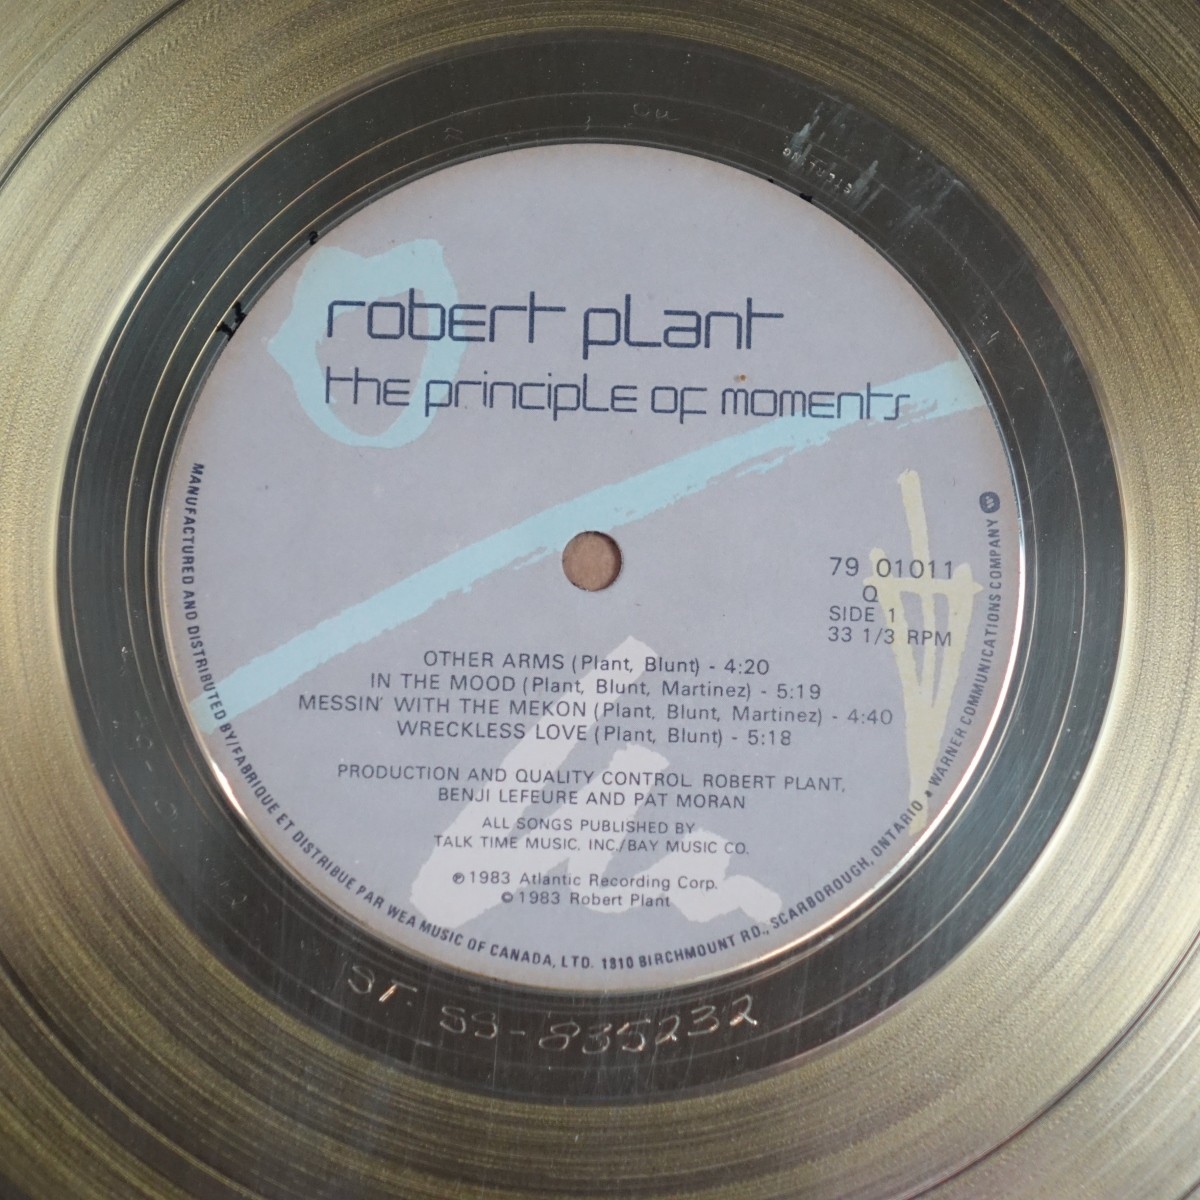 robert plant
the principle of moments
79 01011
Q
SIDE 1
33 1/3 RPM
OTHER ARMS (Plant, Blunt) - 4:20
IN THE MOOD (Plant, Blunt, Martinez) - 5:19
MESSIN' WITH THE MEKON (Plant, Blunt, Martinez) - 4:40
WRECKLESS LOVE (Plant, Blunt) - 5:18
PRODUCTION AND QUALITY CONTROL ROBERT PLANT,
BENJI LEFEURE AND PAT MORAN
ALL SONGS PUBLISHED BY
TALK TIME MUSIC, INC./BAY MUSIC CO.
℗ 1983 Atlantic Recording Corp.
© 1983 Robert Plant
MANUFACTURED AND DISTRIBUTED BY/FABRIQUE ET DISTRIBUE PAR WEA MUSIC OF CANADA, LTD. 1810 BIRCHMOUNT RD., SCARBOROUGH, ONTARIO • WARNER COMMUNICATIONS COMPANY
ST SS-835232
STERLING